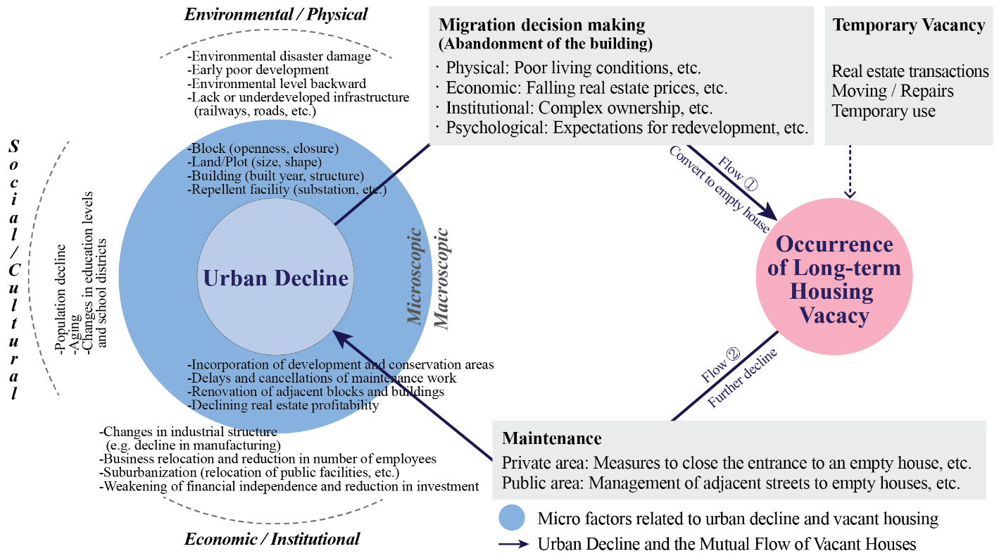 Environmental / Physical
-Environmental disaster damage
-Early poor development
-Environmental level backward
-Lack or underdeveloped infrastructure
(railways, roads, etc.)
-Block (openness, closure)
-Land/Plot (size, shape)
-Building (built year, structure)
-Repellent facility (substation, etc.)
Social/Cultural
-Population decline
-Aging
-Changes in education levels
and school districts
Urban Decline
Microscopic
Macroscopic
-Incorporation of development and conservation areas
-Delays and cancellations of maintenance work
-Renovation of adjacent blocks and buildings
-Declining real estate profitability
-Changes in industrial structure
(e.g. decline in manufacturing)
-Business relocation and reduction in number of employees
-Suburbanization (relocation of public facilities, etc.)
-Weakening of financial independence and reduction in investment
Economic / Institutional
Migration decision making
(Abandonment of the building)
· Physical: Poor living conditions, etc.
· Economic: Falling real estate prices, etc.
· Institutional: Complex ownership, etc.
· Psychological: Expectations for redevelopment, etc.
Temporary Vacancy
Real estate transactions
Moving / Repairs
Temporary use
Flow ①
Convert to empty house
Occurrence
of Long-term
Housing
Vacancy
Flow ②
Further decline
Maintenance
Private area: Measures to close the entrance to an empty house, etc.
Public area: Management of adjacent streets to empty houses, etc.
Micro factors related to urban decline and vacant housing
Urban Decline and the Mutual Flow of Vacant Houses